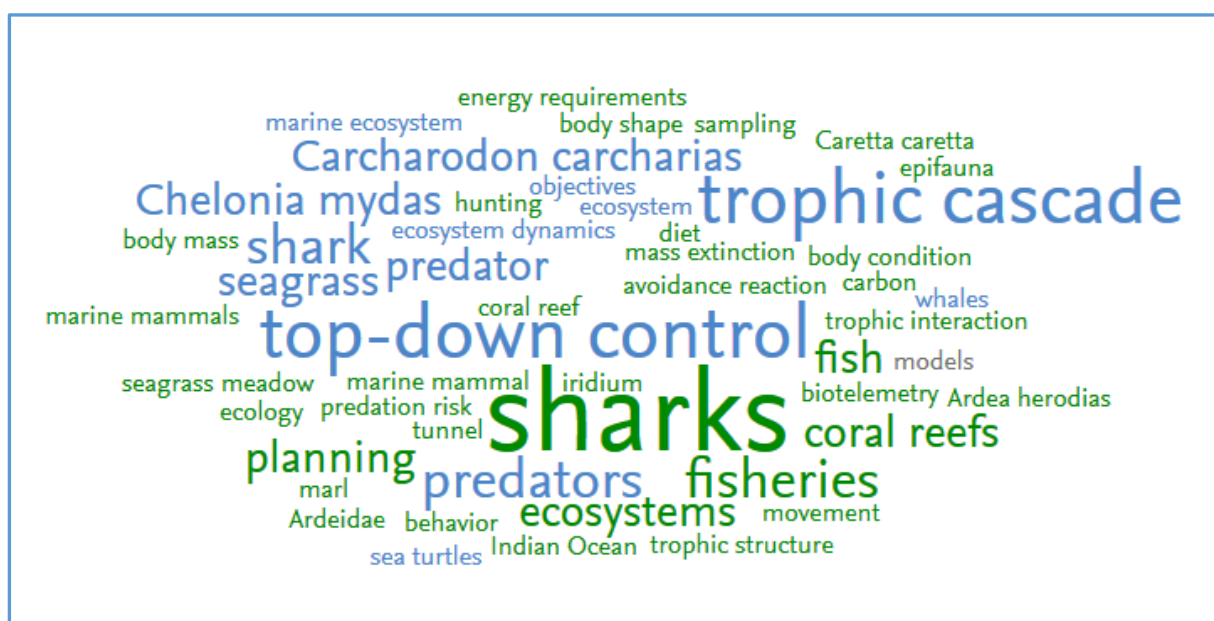 energy requirements
marine ecosystem body shape sampling
Caretta caretta
Carcharodon carcharias epifauna
Chelonia mydas hunting objectives ecosystem trophic cascade
body mass shark ecosystem dynamics diet
mass extinction body condition
seagrass predator avoidance reaction carbon
marine mammals coral reef whales
top-down control trophic interaction
fish models
seagrass meadow marine mammal iridium biotelemetry Ardea herodias
ecology predation risk
tunnel sharks coral reefs
planning
marl predators fisheries
Ardeidae behavior ecosystems movement
sea turtles Indian Ocean trophic structure